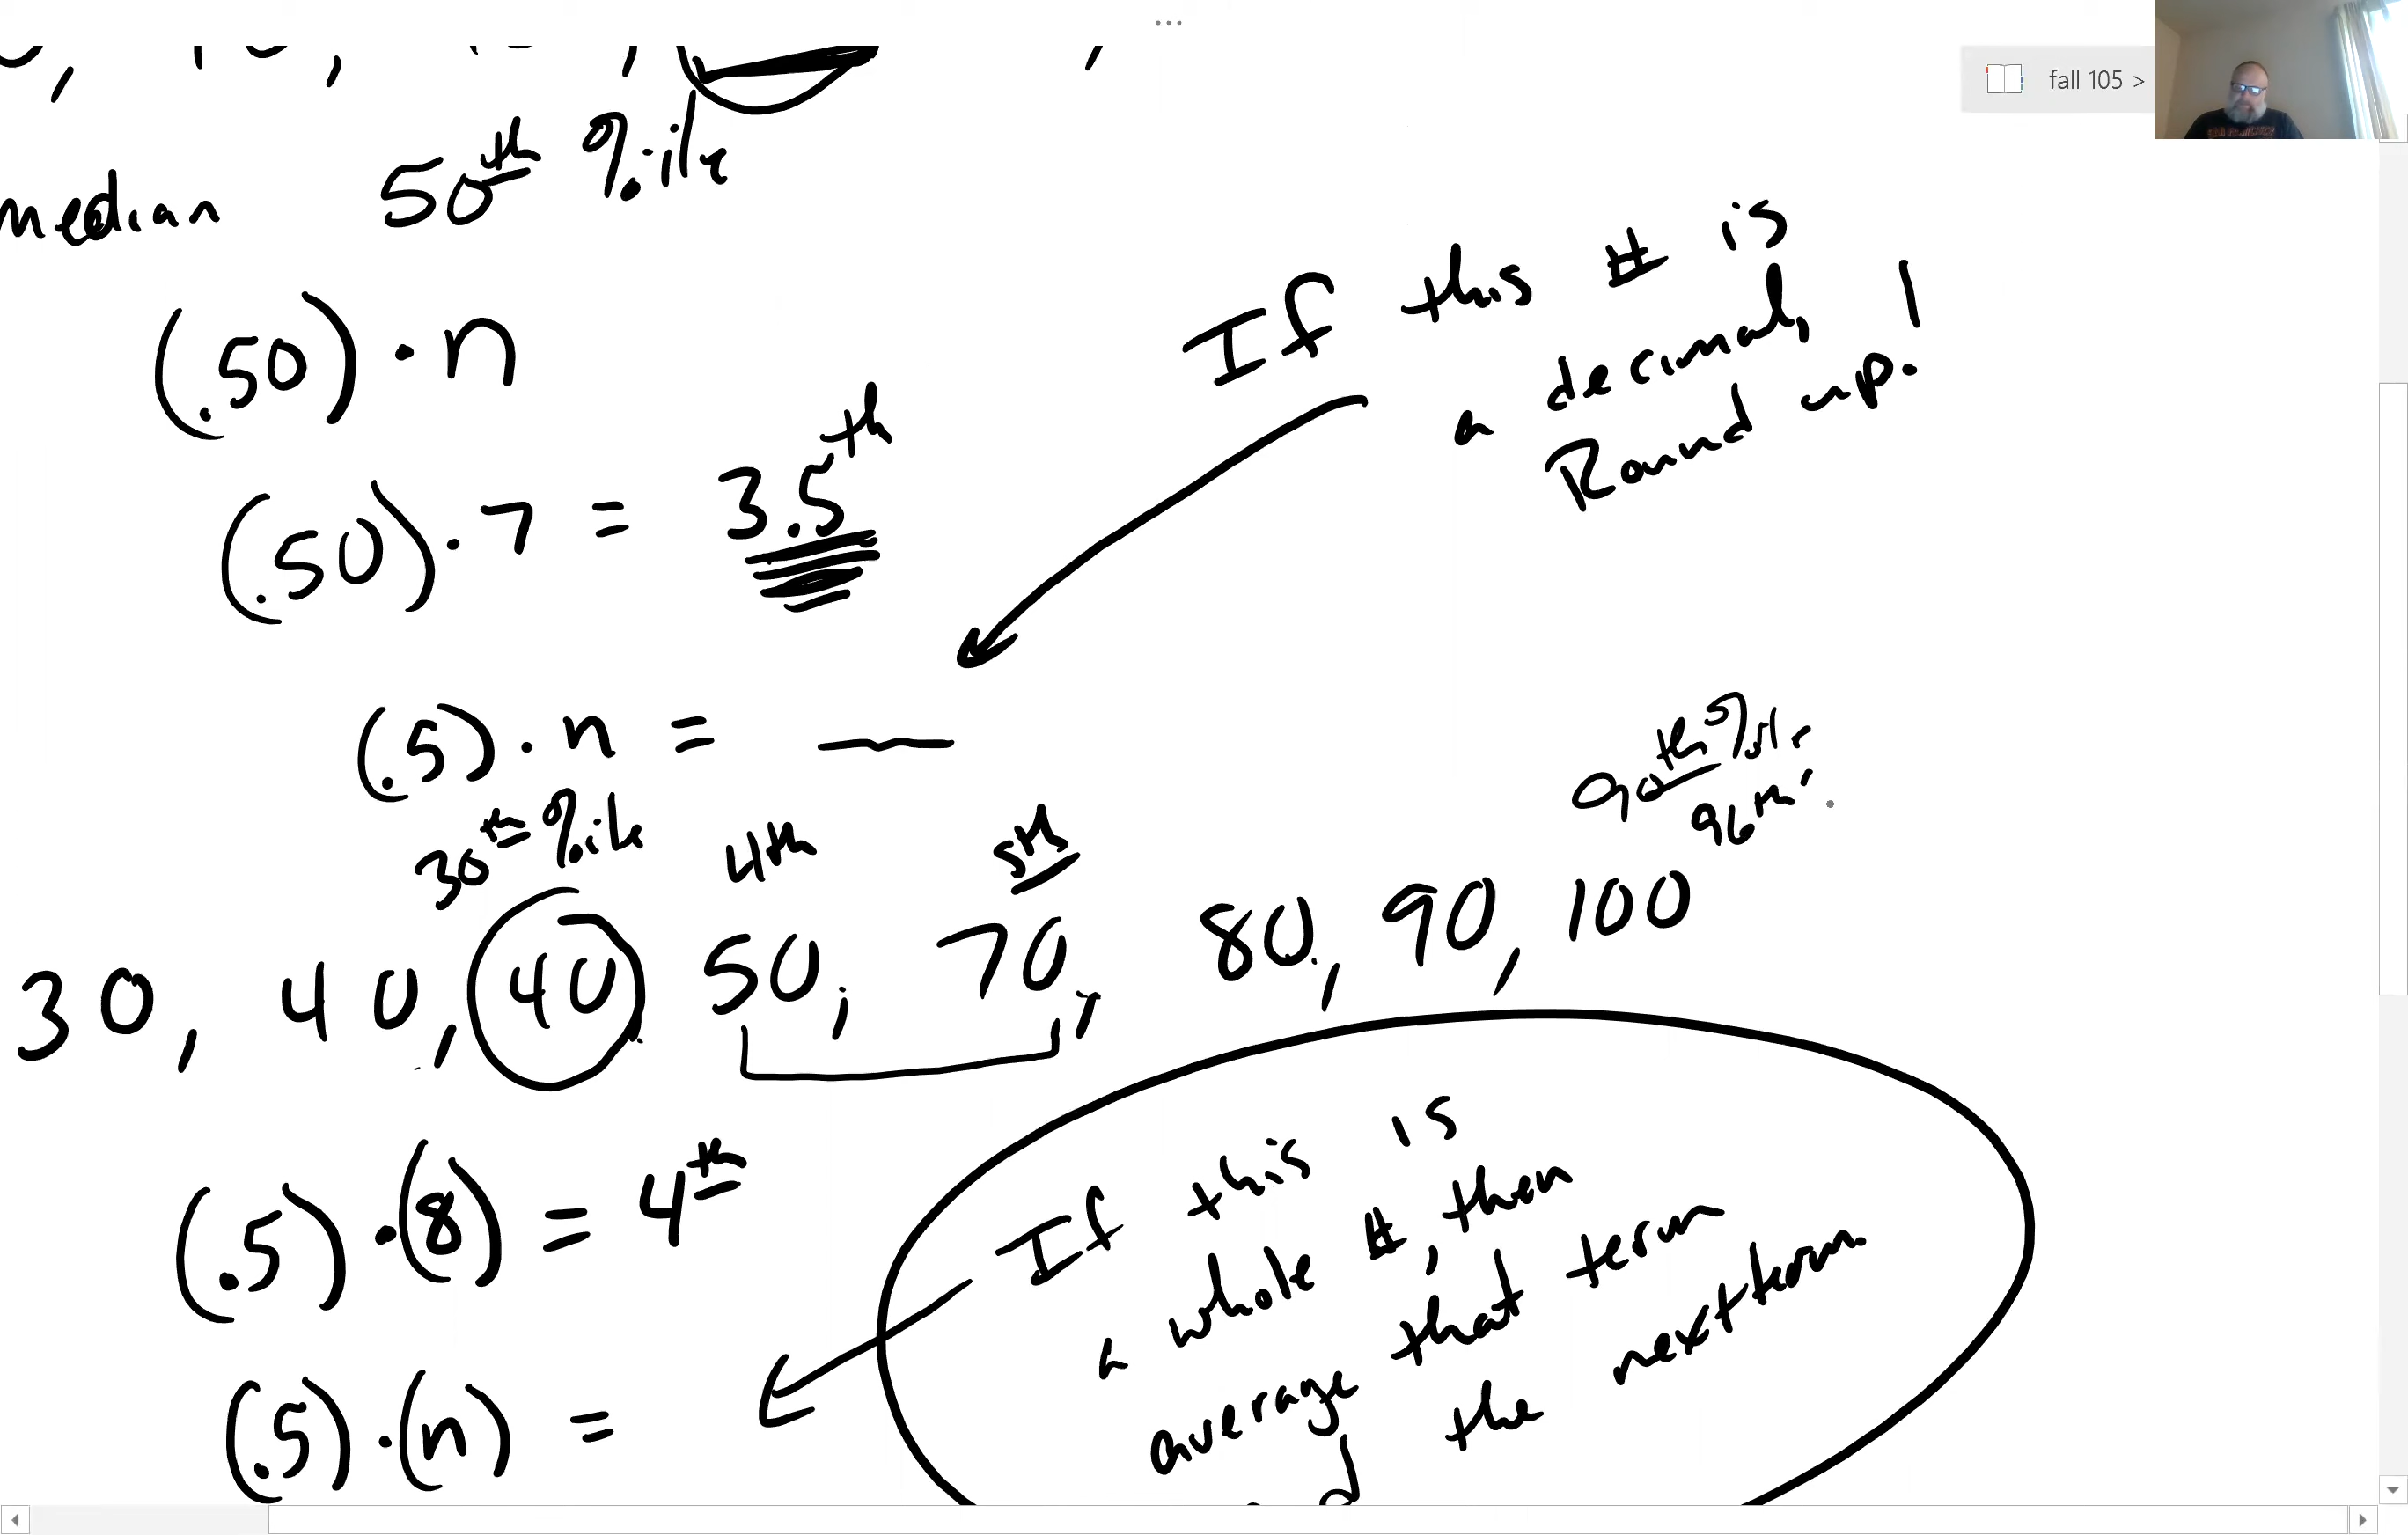 fall 105 >
median 50th %ile
(.50) · n
If this # is
a decimal,
Round up!
(.50) · 7 = 3.5th
(.5) · n =
30th %ile 4th 5th
90th %ile
30, 40, 40, 50, 70, 80, 90, 100
(.5) · (8) = 4th
If this is
a whole #, then
average that term
the next term.
(.5) · (n) =